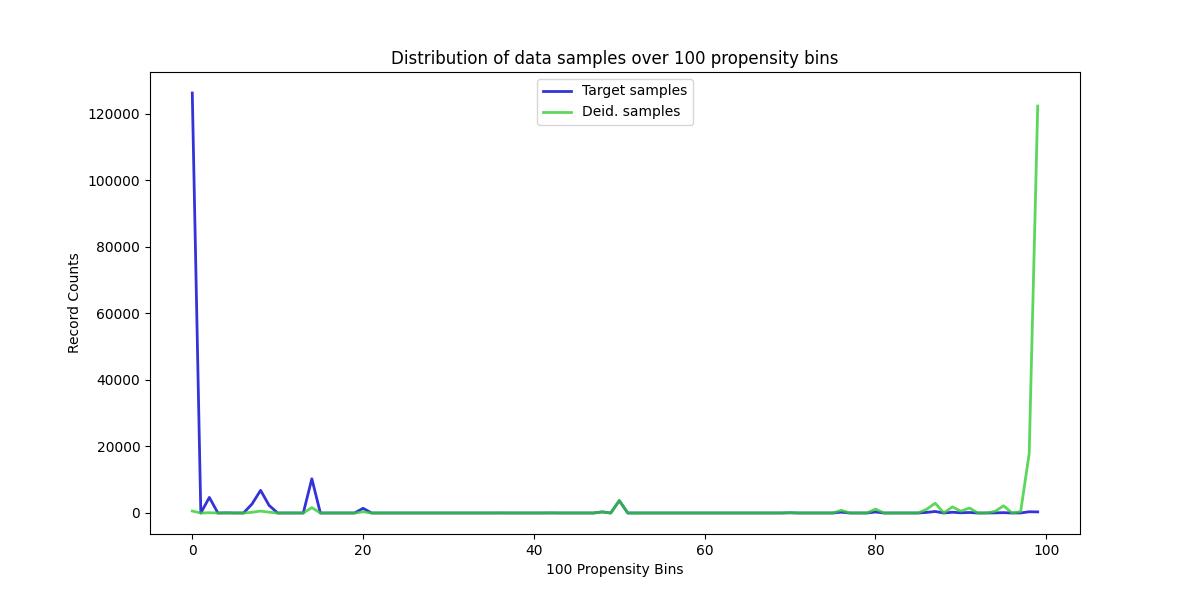 Distribution of data samples over 100 propensity bins
Target samples
Deid. samples
120000
100000
80000
60000
40000
20000
0
Record Counts
0 20 40 60 80 100
100 Propensity Bins